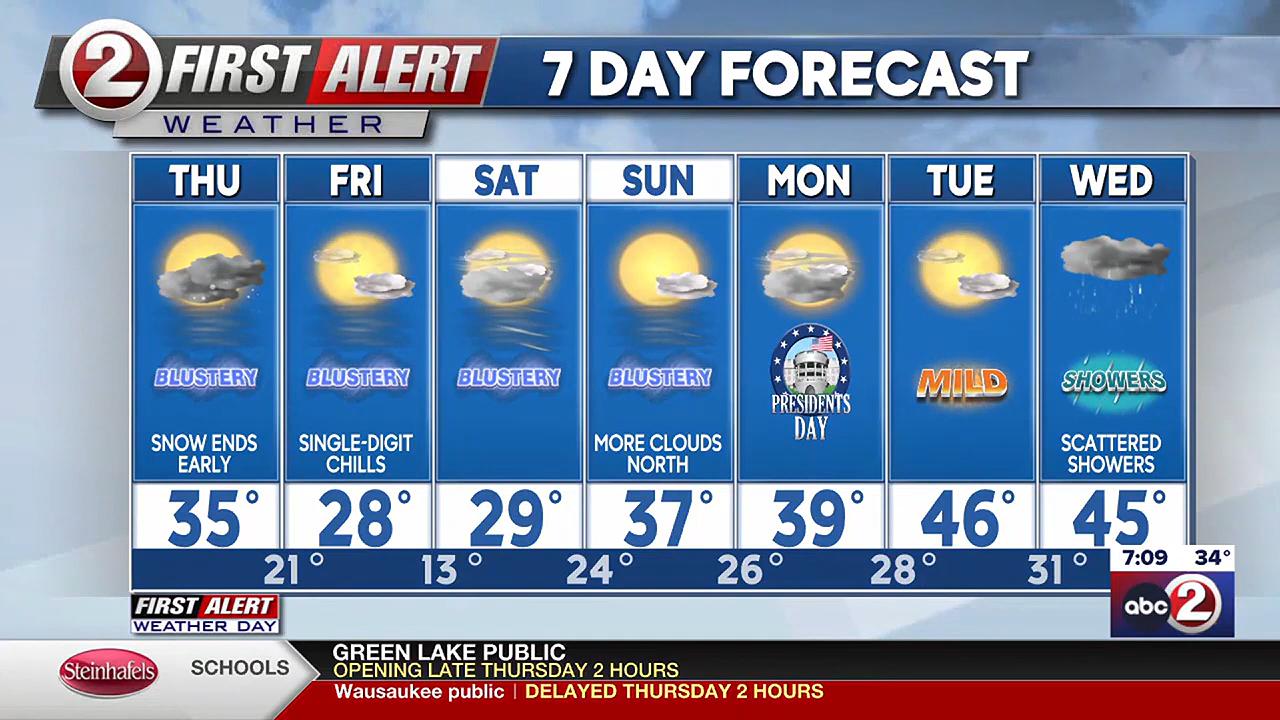 2 FIRST ALERT
WEATHER
7 DAY FORECAST
THU FRI SAT SUN MON TUE WED
BLUSTERY BLUSTERY BLUSTERY BLUSTERY MILD SHOWERS
PRESIDENTS
DAY
SNOW ENDS
EARLY
SINGLE-DIGIT
CHILLS
MORE CLOUDS
NORTH
SCATTERED
SHOWERS
35° 28° 29° 37° 39° 46° 45°
21° 13° 24° 26° 28° 31°
7:09 34°
abc 2
FIRST ALERT
WEATHER DAY
Steinhafels SCHOOLS
GREEN LAKE PUBLIC
OPENING LATE THURSDAY 2 HOURS
Wausaukee public | DELAYED THURSDAY 2 HOURS